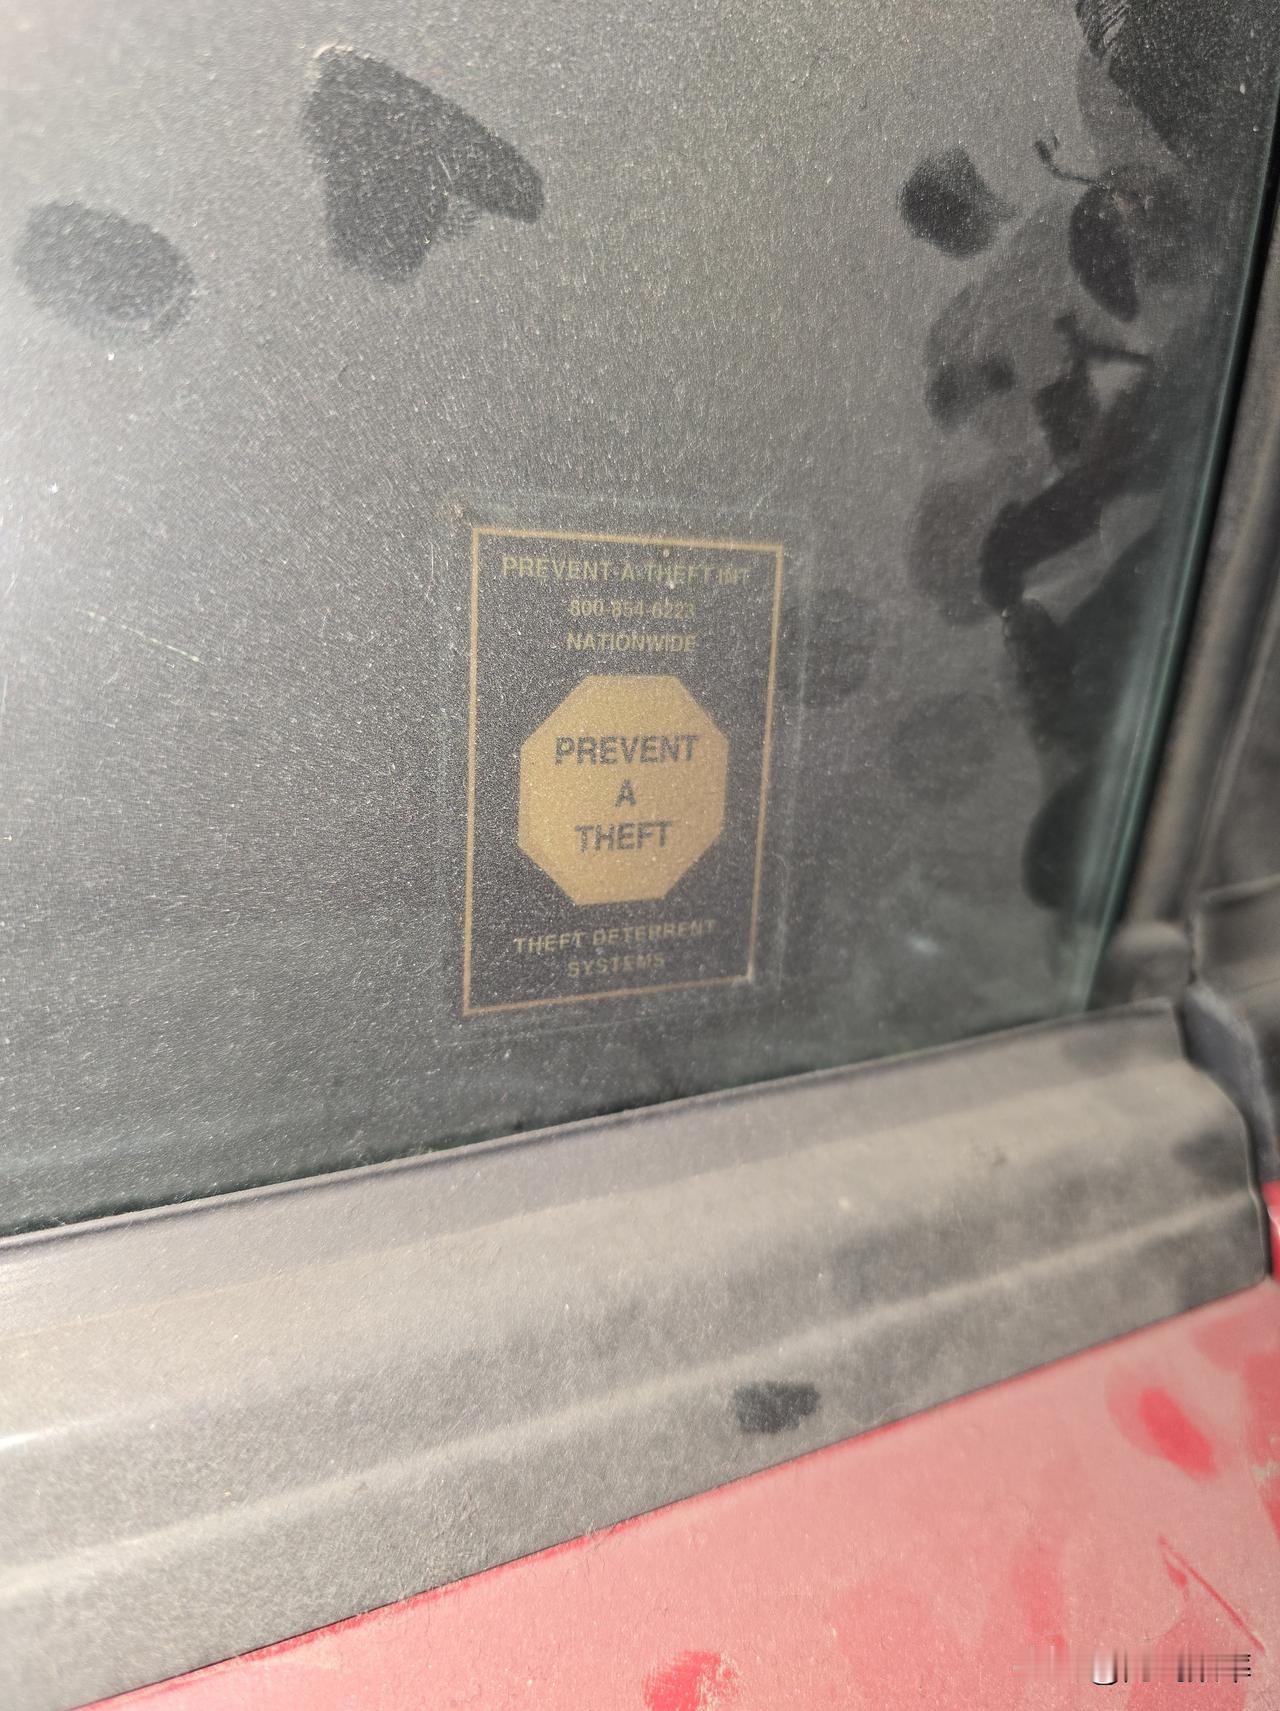 PREVENT-A-THEFT INT
800-854-6223
NATIONWIDE
PREVENT
A
THEFT
THEFT DETERRENT
SYSTEMS